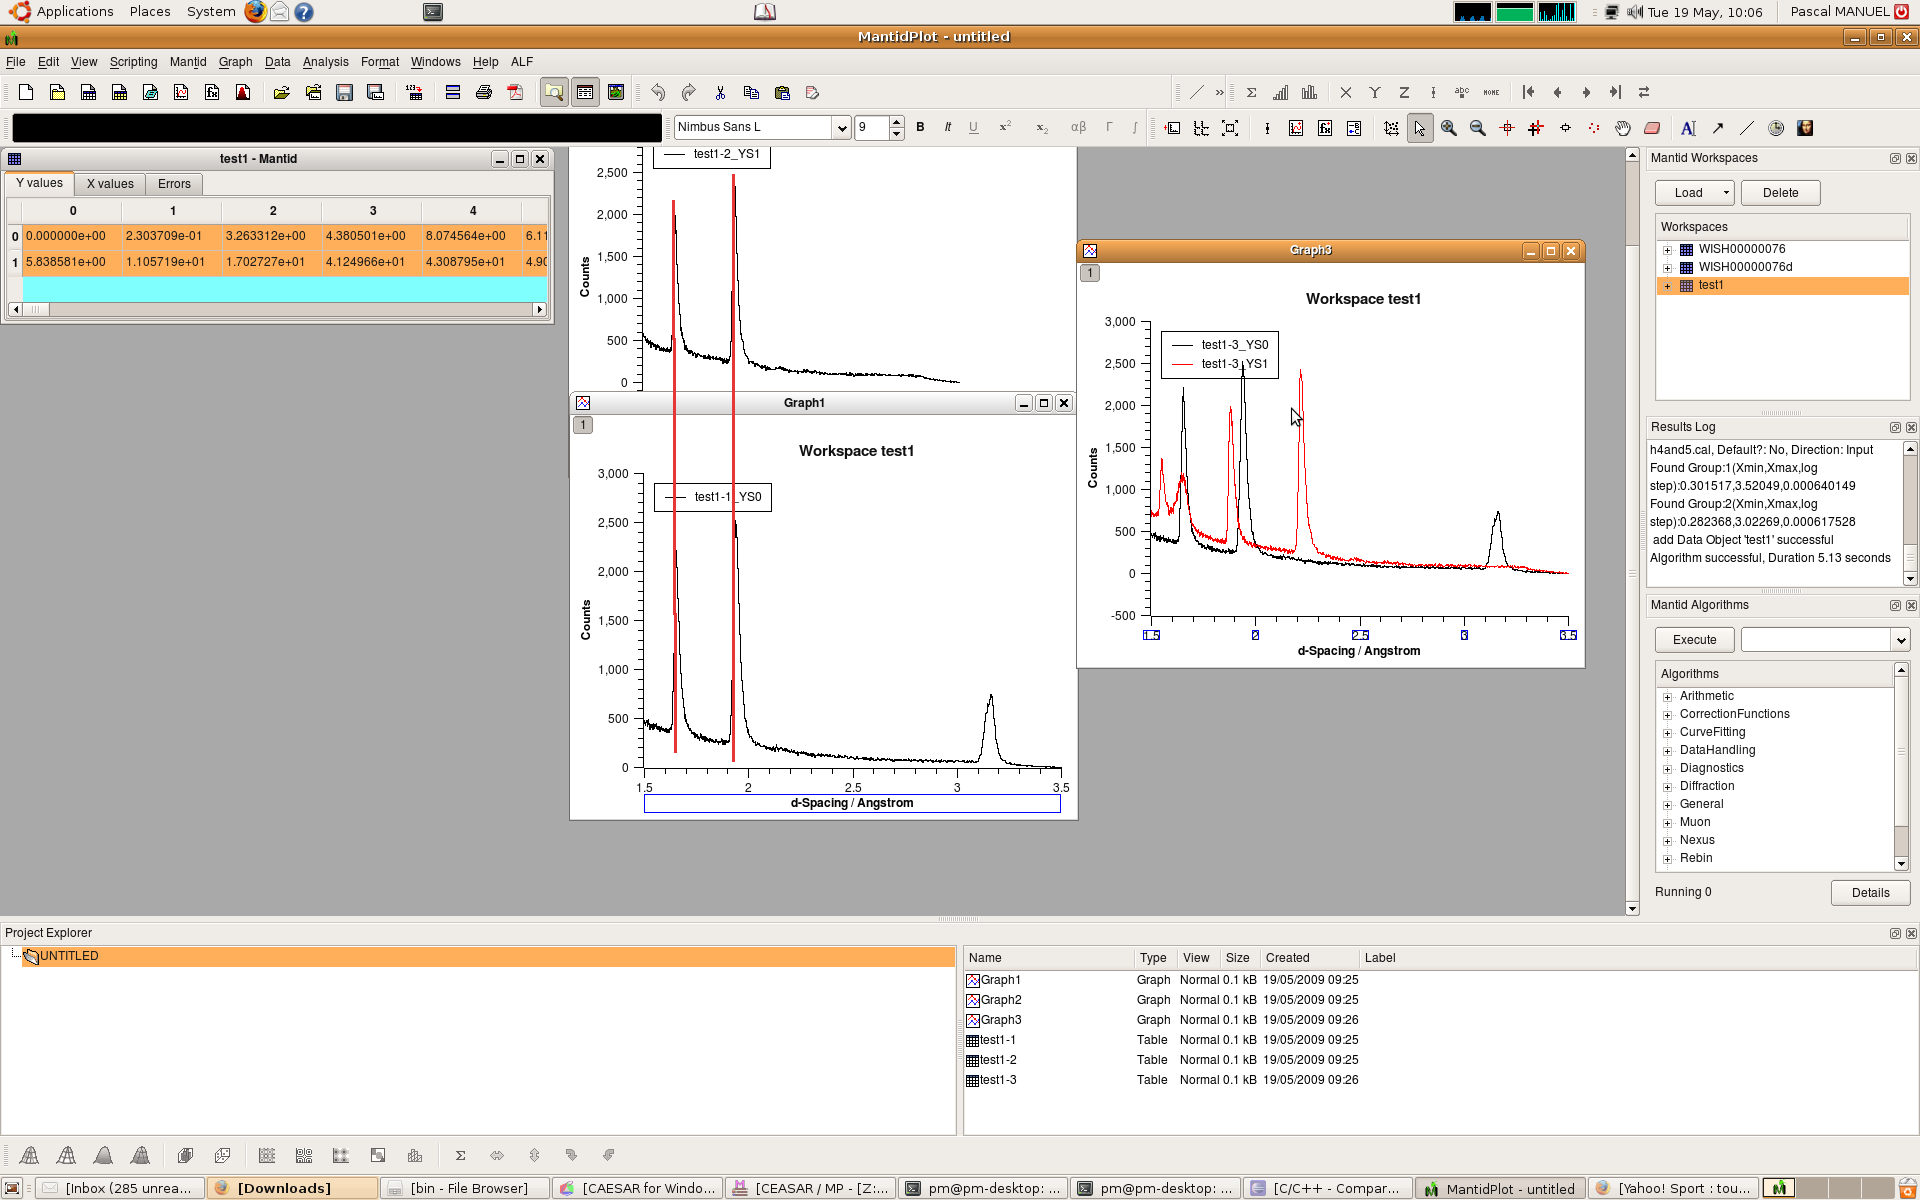 Applications Places System
Tue 19 May, 10:06 Pascal MANUEL
MantidPlot - untitled
File Edit View Scripting Mantid Graph Data Analysis Format Windows Help ALF
Nimbus Sans L 9 B It U
test1 - Mantid
Y values X values Errors
0 1 2 3 4
0 0.000000e+00 2.303709e-01 3.263312e+00 4.380501e+00 8.074564e+00 6.11
1 5.838581e+00 1.105719e+01 1.702727e+01 4.124966e+01 4.308795e+01 4.90
test1-2_YS1
2,500
2,000
1,500
1,000
500
0
Counts
Graph1
1
Workspace test1
test1-1_YS0
3,000
2,500
2,000
1,500
1,000
500
0
Counts
1.5 2 2.5 3 3.5
d-Spacing / Angstrom
Graph3
1
Workspace test1
test1-3_YS0
test1-3_YS1
3,000
2,500
2,000
1,500
1,000
500
0
-500
Counts
1.5 2 2.5 3 3.5
d-Spacing / Angstrom
Mantid Workspaces
Load Delete
Workspaces
WISH00000076
WISH00000076d
test1
Results Log
h4and5.cal, Default?: No, Direction: Input
Found Group:1(Xmin,Xmax,log
step):0.301517,3.52049,0.000640149
Found Group:2(Xmin,Xmax,log
step):0.282368,3.02269,0.000617528
add Data Object 'test1' successful
Algorithm successful, Duration 5.13 seconds
Mantid Algorithms
Execute
Algorithms
Arithmetic
CorrectionFunctions
CurveFitting
DataHandling
Diagnostics
Diffraction
General
Muon
Nexus
Rebin
Running 0 Details
Project Explorer
UNTITLED
Name Type View Size Created Label
Graph1 Graph Normal 0.1 kB 19/05/2009 09:25
Graph2 Graph Normal 0.1 kB 19/05/2009 09:25
Graph3 Graph Normal 0.1 kB 19/05/2009 09:26
test1-1 Table Normal 0.1 kB 19/05/2009 09:25
test1-2 Table Normal 0.1 kB 19/05/2009 09:25
test1-3 Table Normal 0.1 kB 19/05/2009 09:26
[Inbox (285 unrea... [Downloads] [bin - File Browser] [CAESAR for Windo... [CEASAR / MP - [Z:... pm@pm-desktop: ... pm@pm-desktop: ... [C/C++ - Compar... MantidPlot - untitled [Yahoo! Sport : tou...